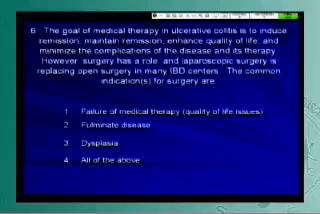 6 The goal of medical therapy in ulcerative colitis is to induce
remission, maintain remission, enhance quality of life, and
minimize the complications of the disease and its therapy
However surgery has a role and laparoscopic surgery is
replacing open surgery in many IBD centers The common
indication(s) for surgery are
1 Failure of medical therapy (quality of life issues)
2 Fulminate disease
3 Dysplasia
4 All of the above